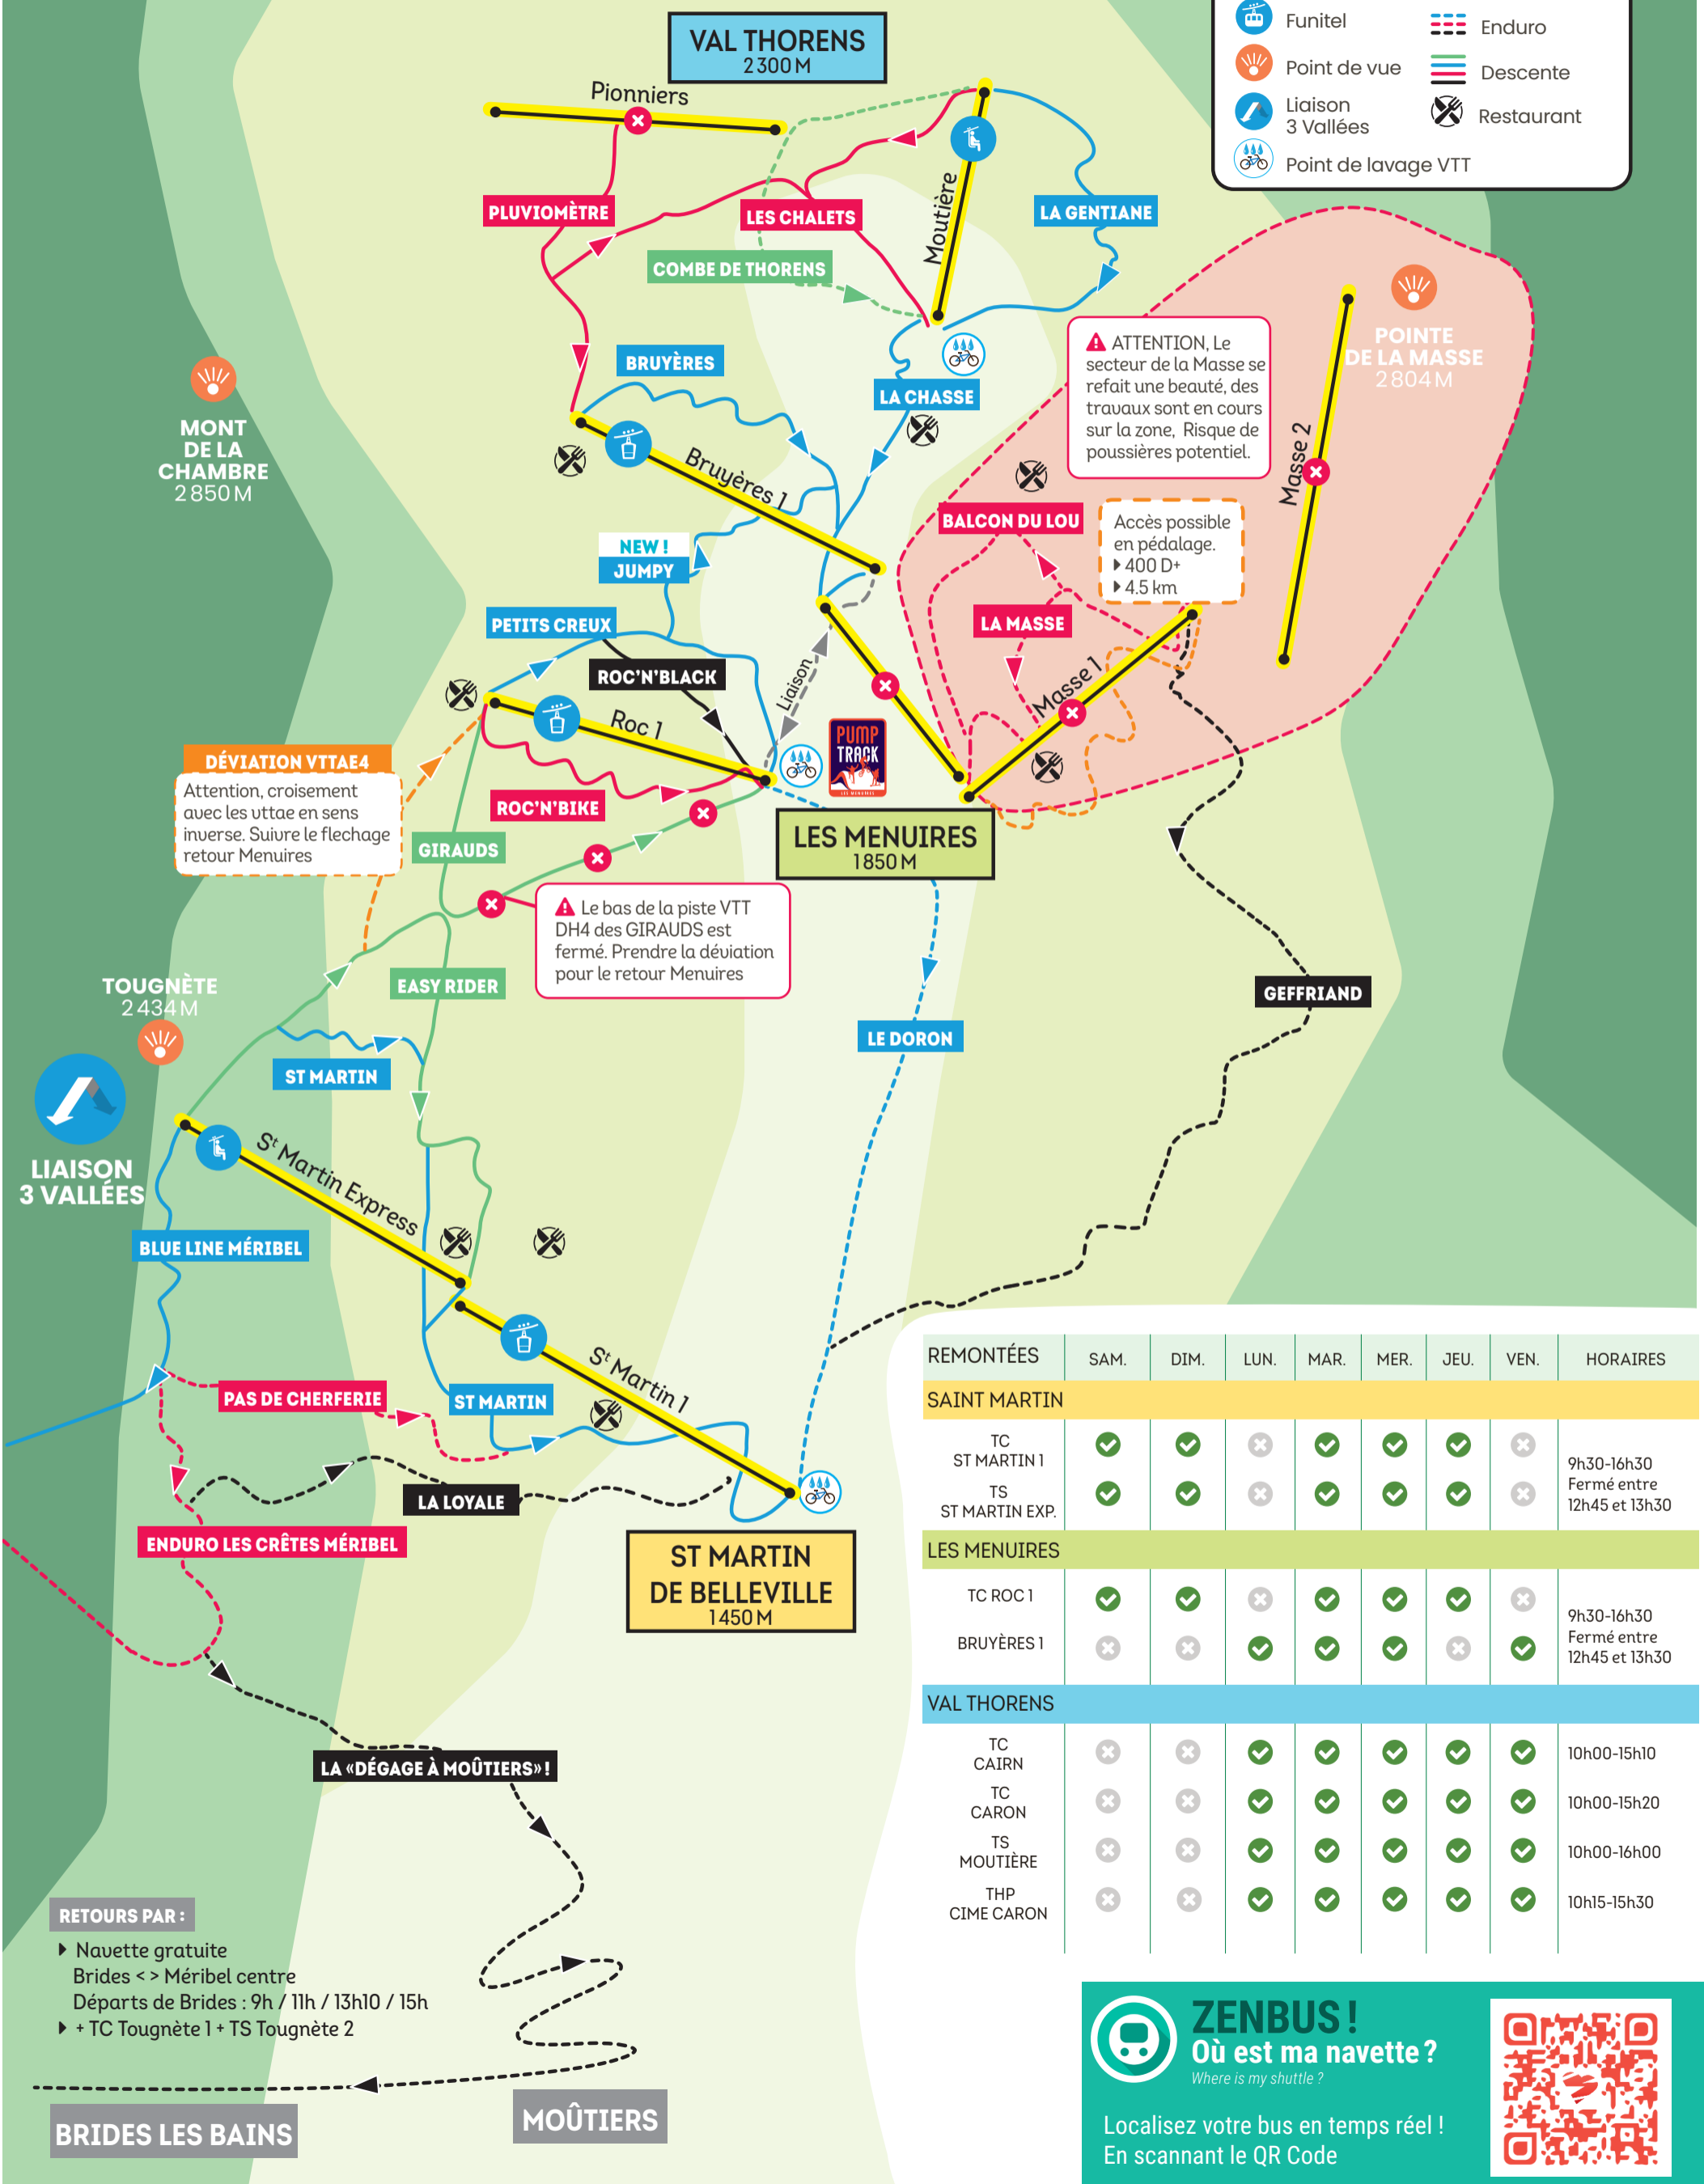 VAL THORENS
2300 M
Funitel
Enduro
Point de vue
Descente
Liaison
3 Vallées
Restaurant
Point de lavage VTT
Pionniers
PLUVIOMÈTRE
LES CHALETS
Moutière
LA GENTIANE
COMBE DE THORENS
POINTE
DE LA MASSE
2804 M
ATTENTION, Le
secteur de la Masse se
refait une beauté, des
travaux sont en cours
sur la zone, Risque de
poussières potentiel.
BRUYÈRES
LA CHASSE
MONT
DE LA
CHAMBRE
2850 M
Bruyères 1
Masse 2
BALCON DU LOU
Accès possible
en pédalage.
400 D+
4.5 km
NEW !
JUMPY
PETITS CREUX
LA MASSE
ROC'N'BLACK
Liaison
Masse 1
Roc 1
PUMP
TRACK
LES MENUIRES
DÉVIATION VTTAE4
Attention, croisement
avec les vttae en sens
inverse. Suivre le flechage
retour Menuires
ROC'N'BIKE
GIRAUDS
LES MENUIRES
1850 M
Le bas de la piste VTT
DH4 des GIRAUDS est
fermé. Prendre la déviation
pour le retour Menuires
TOUGNÈTE
2434 M
EASY RIDER
GEFFRIAND
LE DORON
ST MARTIN
LIAISON
3 VALLÉES
St Martin Express
BLUE LINE MÉRIBEL
St Martin 1
PAS DE CHERFERIE
ST MARTIN
LA LOYALE
ENDURO LES CRÊTES MÉRIBEL
ST MARTIN
DE BELLEVILLE
1450 M
LA «DÉGAGE À MOÛTIERS» !
REMONTÉES SAM. DIM. LUN. MAR. MER. JEU. VEN. HORAIRES
SAINT MARTIN
TC
ST MARTIN 1
TS
ST MARTIN EXP.
9h30-16h30
Fermé entre
12h45 et 13h30
LES MENUIRES
TC ROC 1
BRUYÈRES 1
9h30-16h30
Fermé entre
12h45 et 13h30
VAL THORENS
TC
CAIRN
10h00-15h10
TC
CARON
10h00-15h20
TS
MOUTIÈRE
10h00-16h00
THP
CIME CARON
10h15-15h30
RETOURS PAR :
Navette gratuite
Brides < > Méribel centre
Départs de Brides : 9h / 11h / 13h10 / 15h
+ TC Tougnète 1 + TS Tougnète 2
BRIDES LES BAINS
MOÛTIERS
ZENBUS !
Où est ma navette ?
Where is my shuttle ?
Localisez votre bus en temps réel !
En scannant le QR Code